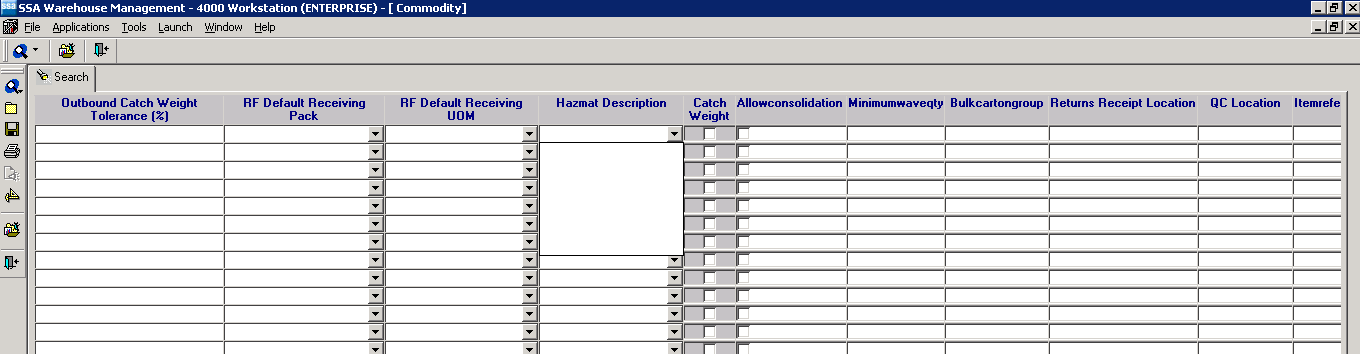 SSA Warehouse Management - 4000 Workstation (ENTERPRISE) - [ Commodity]
File Applications Tools Launch Window Help
Search
Outbound Catch Weight Tolerance (%)
RF Default Receiving Pack
RF Default Receiving UOM
Hazmat Description
Catch Weight
Allowconsolidation
Minimumwaveqty
Bulkcartongroup
Returns Receipt Location
QC Location
Itemrefe